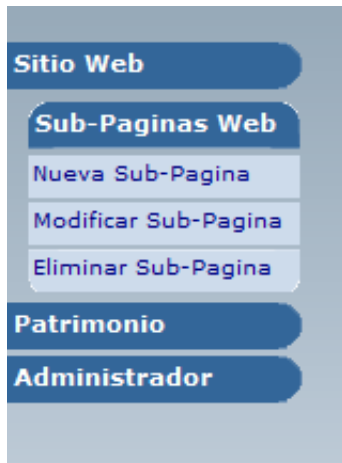 Sitio Web
Sub-Paginas Web
Nueva Sub-Pagina
Modificar Sub-Pagina
Eliminar Sub-Pagina
Patrimonio
Administrador